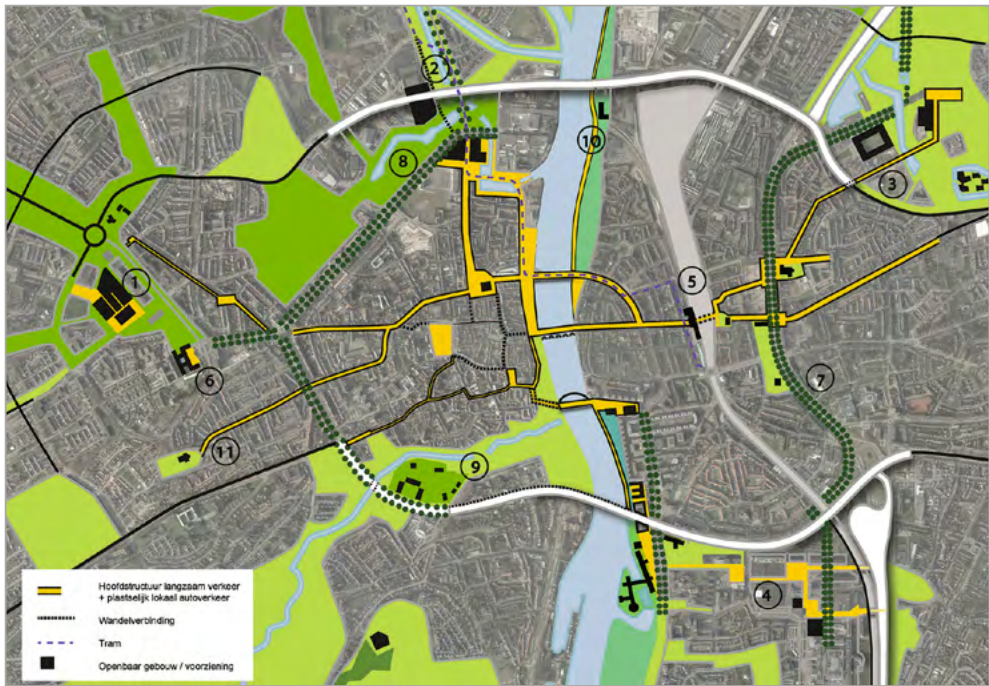 2
10
8
3
1
5
6
7
9
11
4
Hoofdstructuur langzaam verkeer
+ plaatselijk lokaal autoverkeer
Wandelverbinding
Tram
Openbaar gebouw / voorziening